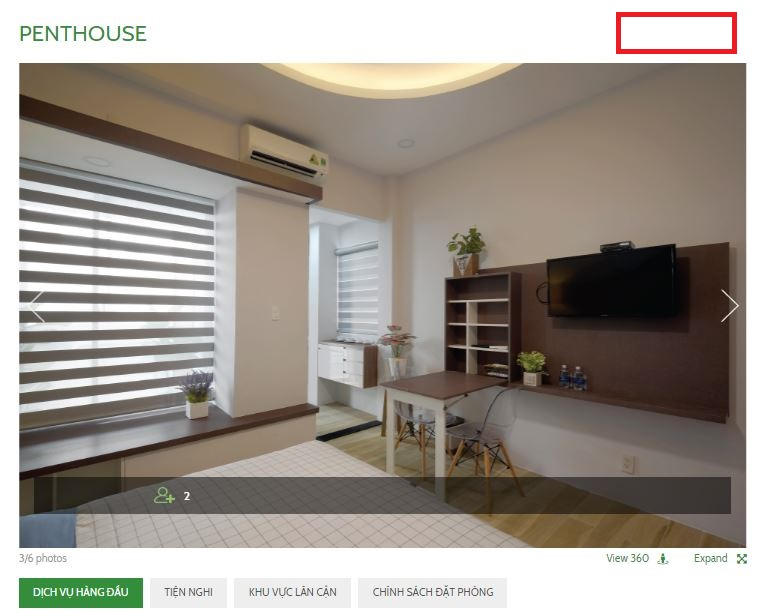 PENTHOUSE
2
3/6 photos
View 360
Expand
DỊCH VỤ HÀNG ĐẦU
TIỆN NGHI
KHU VỰC LÂN CẬN
CHÍNH SÁCH ĐẶT PHÒNG